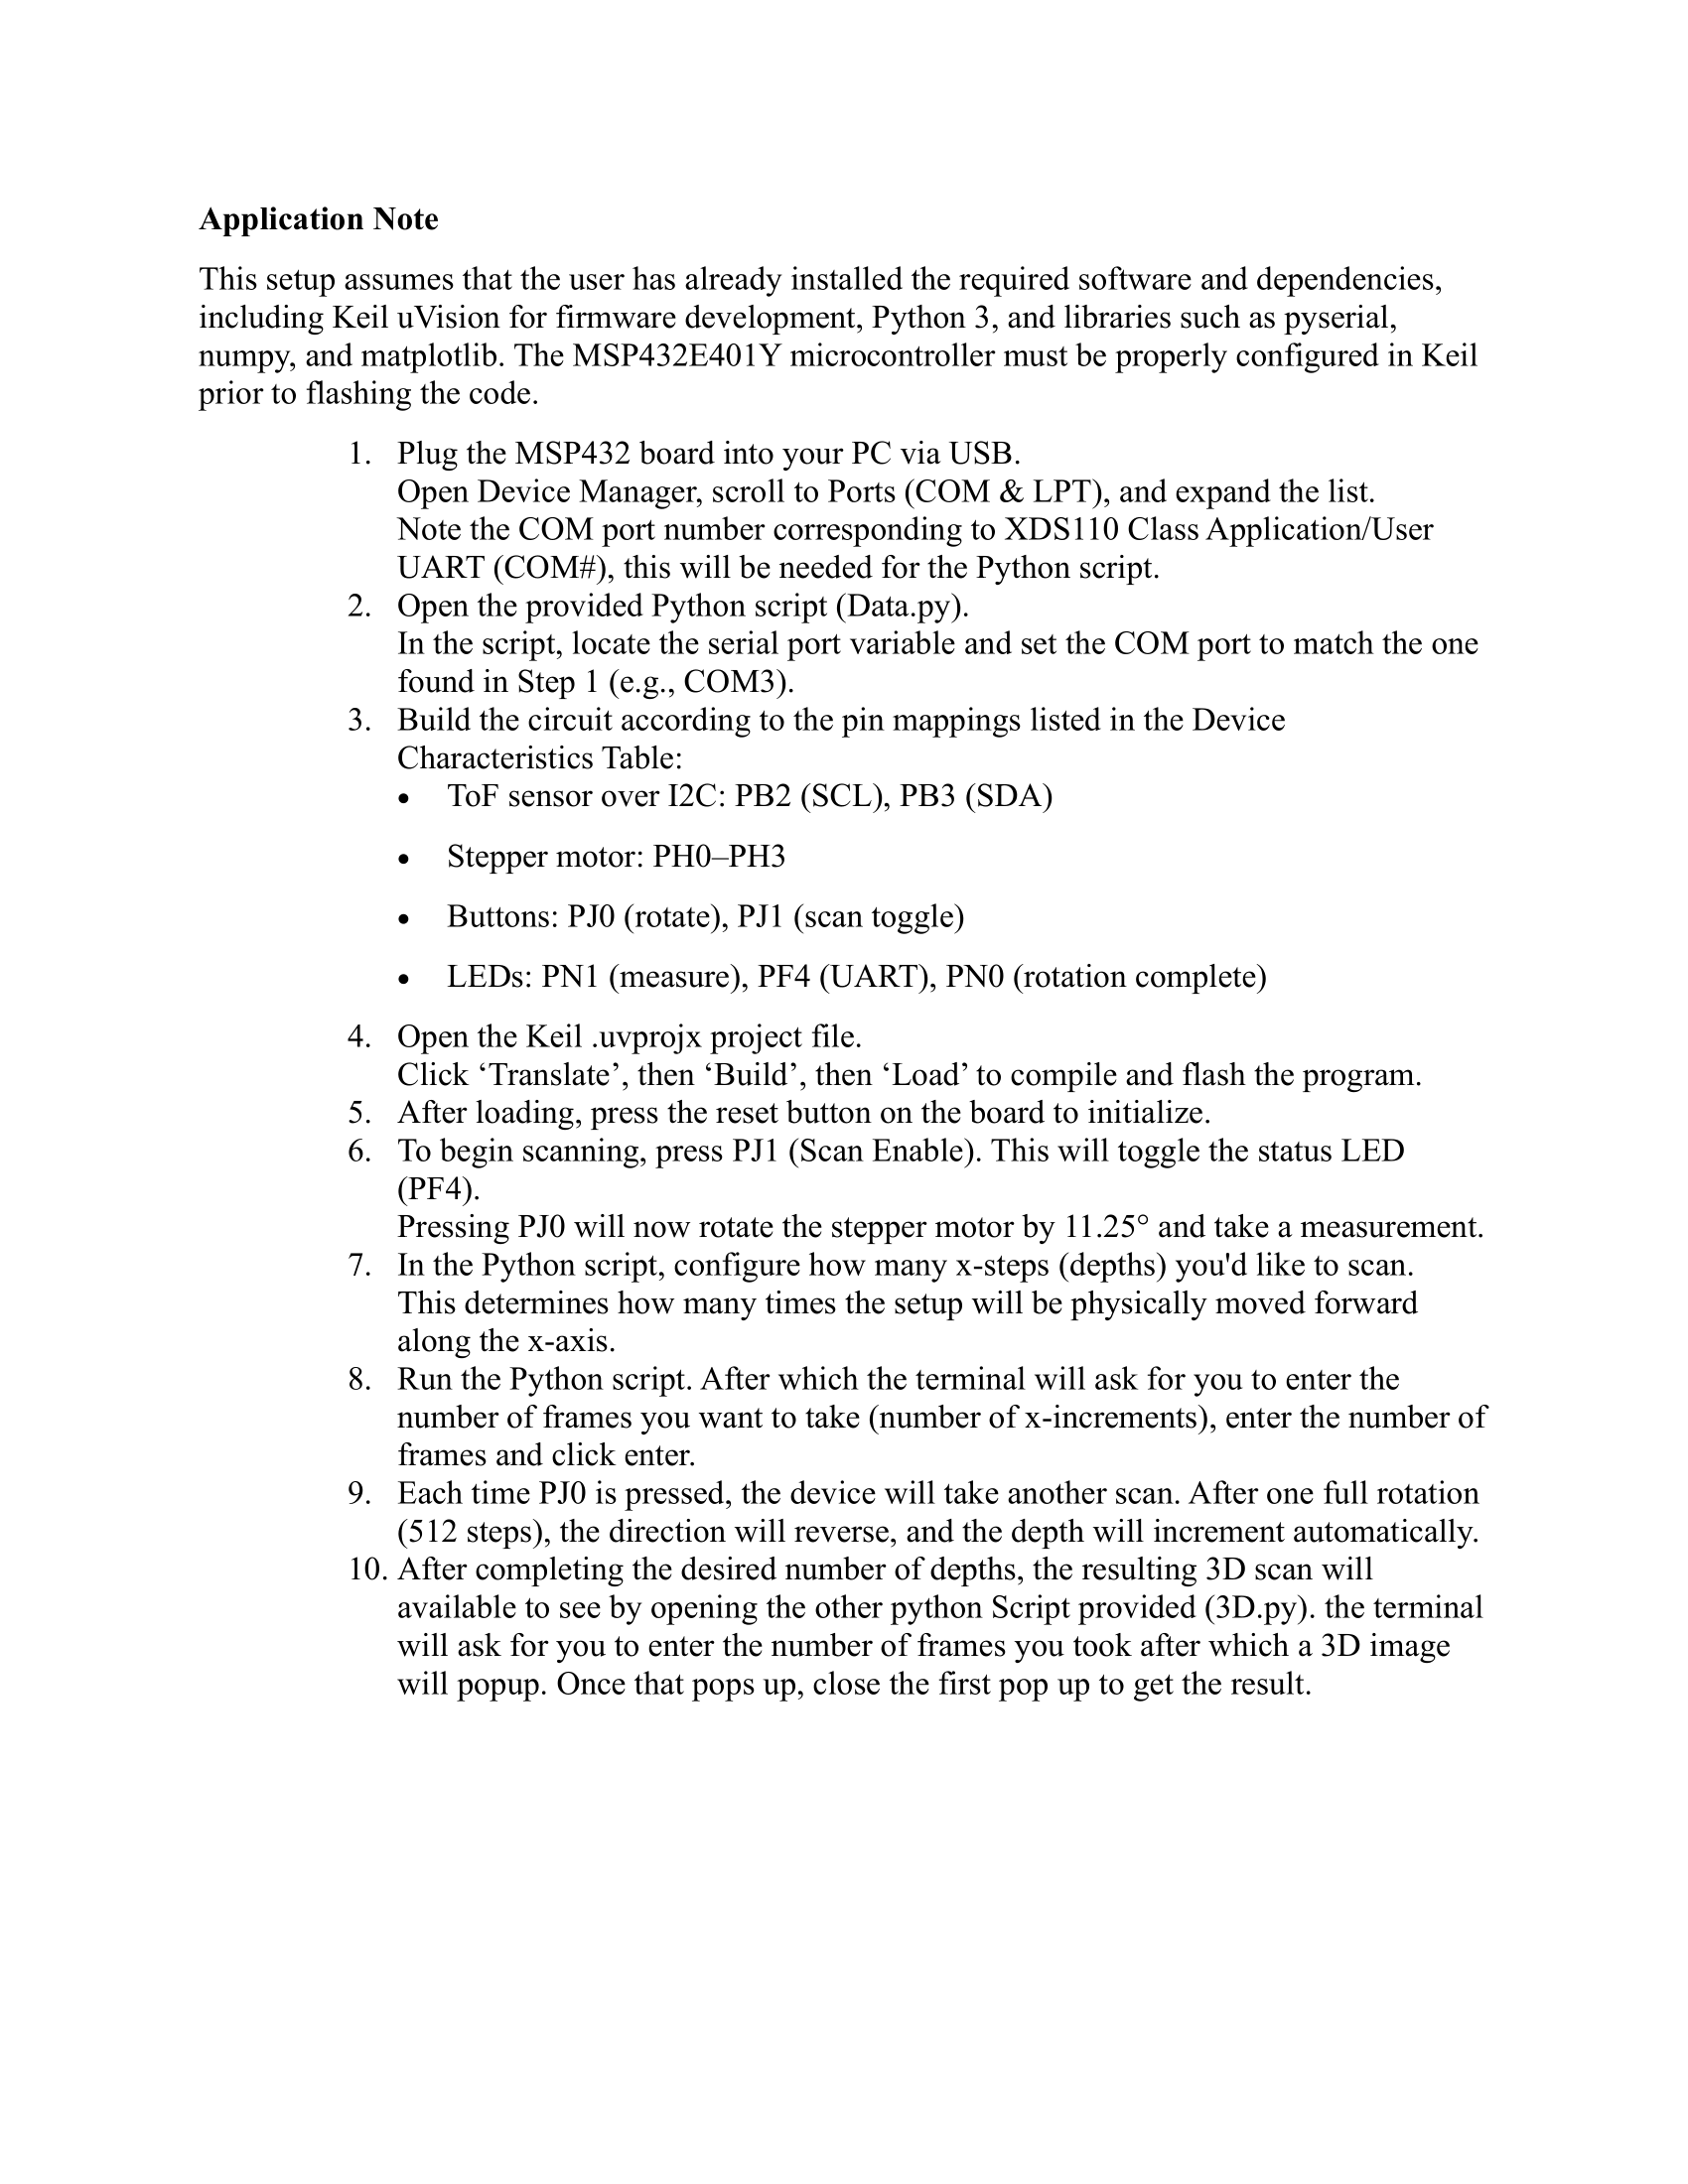 Application Note
This setup assumes that the user has already installed the required software and dependencies,
including Keil uVision for firmware development, Python 3, and libraries such as pyserial,
numpy, and matplotlib. The MSP432E401Y microcontroller must be properly configured in Keil
prior to flashing the code.
1. Plug the MSP432 board into your PC via USB.
Open Device Manager, scroll to Ports (COM & LPT), and expand the list.
Note the COM port number corresponding to XDS110 Class Application/User
UART (COM#), this will be needed for the Python script.
2. Open the provided Python script (Data.py).
In the script, locate the serial port variable and set the COM port to match the one
found in Step 1 (e.g., COM3).
3. Build the circuit according to the pin mappings listed in the Device
Characteristics Table:
• ToF sensor over I2C: PB2 (SCL), PB3 (SDA)
• Stepper motor: PH0–PH3
• Buttons: PJ0 (rotate), PJ1 (scan toggle)
• LEDs: PN1 (measure), PF4 (UART), PN0 (rotation complete)
4. Open the Keil .uvprojx project file.
Click ‘Translate’, then ‘Build’, then ‘Load’ to compile and flash the program.
5. After loading, press the reset button on the board to initialize.
6. To begin scanning, press PJ1 (Scan Enable). This will toggle the status LED
(PF4).
Pressing PJ0 will now rotate the stepper motor by 11.25° and take a measurement.
7. In the Python script, configure how many x-steps (depths) you'd like to scan.
This determines how many times the setup will be physically moved forward
along the x-axis.
8. Run the Python script. After which the terminal will ask for you to enter the
number of frames you want to take (number of x-increments), enter the number of
frames and click enter.
9. Each time PJ0 is pressed, the device will take another scan. After one full rotation
(512 steps), the direction will reverse, and the depth will increment automatically.
10. After completing the desired number of depths, the resulting 3D scan will
available to see by opening the other python Script provided (3D.py). the terminal
will ask for you to enter the number of frames you took after which a 3D image
will popup. Once that pops up, close the first pop up to get the result.